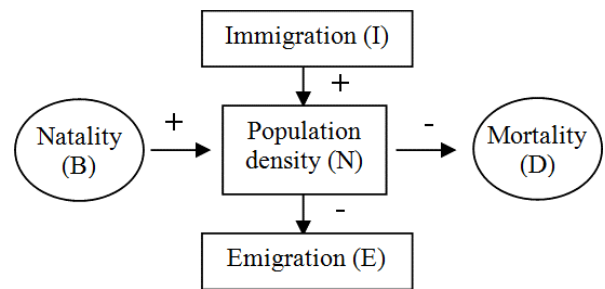 Immigration (I)
+
Natality
(B)
+
Population
density (N)
-
Mortality
(D)
-
Emigration (E)